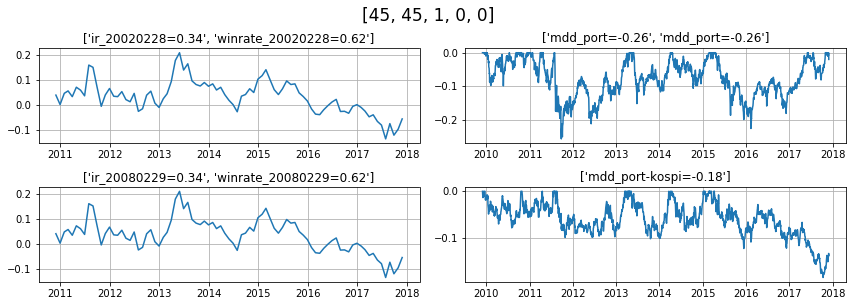 [45, 45, 1, 0, 0]
['ir_20020228=0.34', 'winrate_20020228=0.62']
0.2
0.1
0.0
−0.1
2011 2012 2013 2014 2015 2016 2017 2018
['mdd_port=-0.26', 'mdd_port=-0.26']
0.0
−0.1
−0.2
2010 2011 2012 2013 2014 2015 2016 2017 2018
['ir_20080229=0.34', 'winrate_20080229=0.62']
0.2
0.1
0.0
−0.1
2011 2012 2013 2014 2015 2016 2017 2018
['mdd_port-kospi=-0.18']
0.0
−0.1
2010 2011 2012 2013 2014 2015 2016 2017 2018